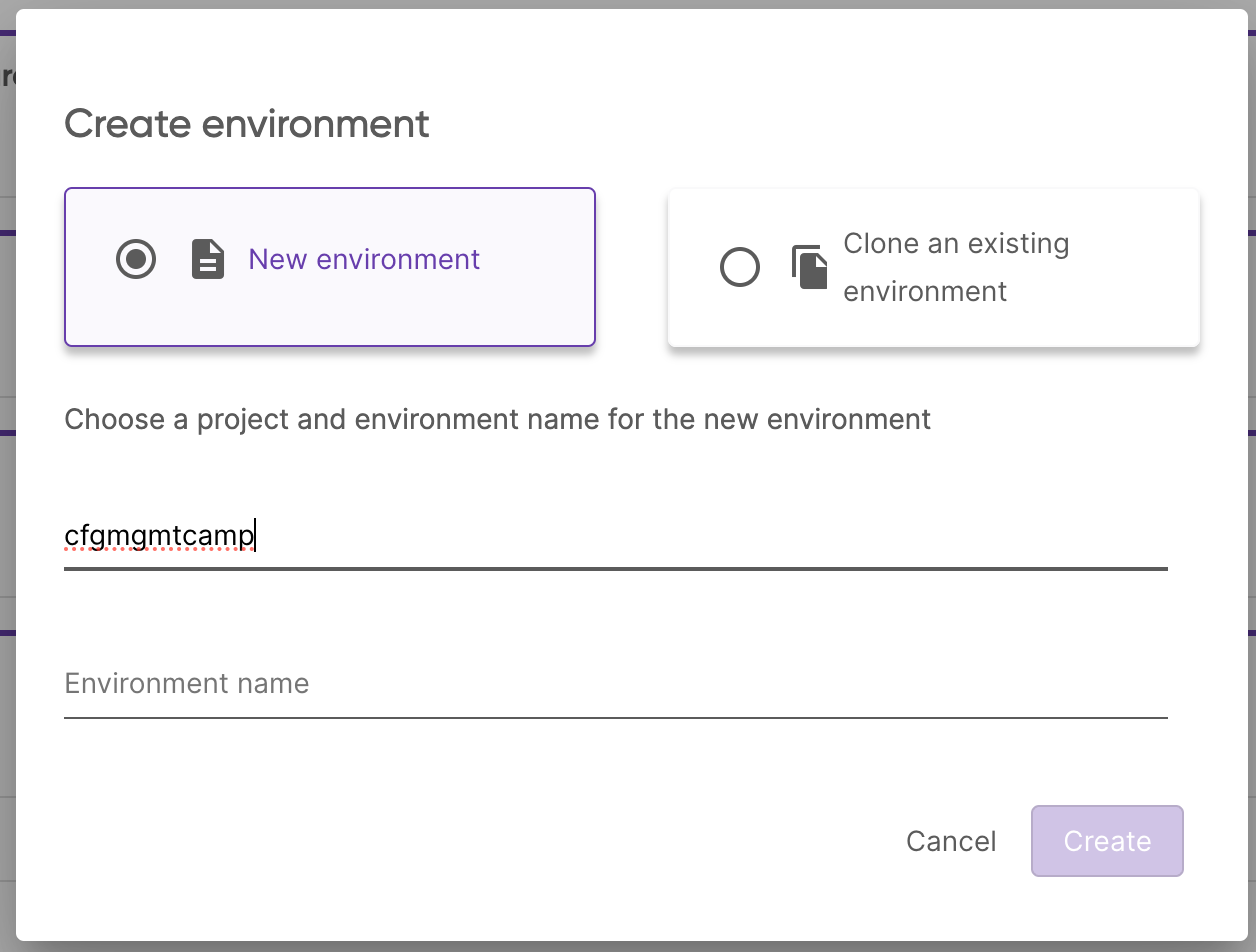 Create environment
New environment
Clone an existing
environment
Choose a project and environment name for the new environment
cfgmgmtcamp
Environment name
Cancel
Create